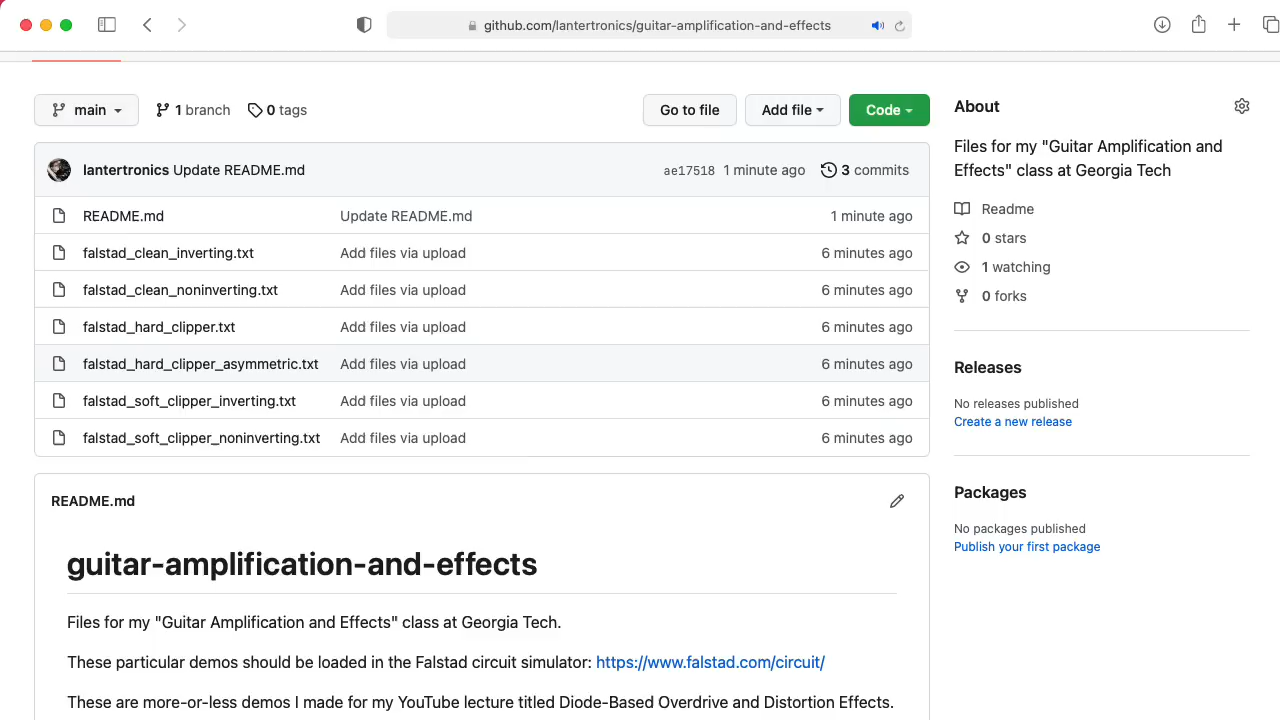 github.com/lantertronics/guitar-amplification-and-effects
main
1 branch
0 tags
Go to file
Add file
Code
lantertronics Update README.md
ae17518 1 minute ago
3 commits
README.md Update README.md 1 minute ago
falstad_clean_inverting.txt Add files via upload 6 minutes ago
falstad_clean_noninverting.txt Add files via upload 6 minutes ago
falstad_hard_clipper.txt Add files via upload 6 minutes ago
falstad_hard_clipper_asymmetric.txt Add files via upload 6 minutes ago
falstad_soft_clipper_inverting.txt Add files via upload 6 minutes ago
falstad_soft_clipper_noninverting.txt Add files via upload 6 minutes ago
README.md
guitar-amplification-and-effects
Files for my "Guitar Amplification and Effects" class at Georgia Tech.
These particular demos should be loaded in the Falstad circuit simulator: https://www.falstad.com/circuit/
These are more-or-less demos I made for my YouTube lecture titled Diode-Based Overdrive and Distortion Effects.
About
Files for my "Guitar Amplification and
Effects" class at Georgia Tech
Readme
0 stars
1 watching
0 forks
Releases
No releases published
Create a new release
Packages
No packages published
Publish your first package